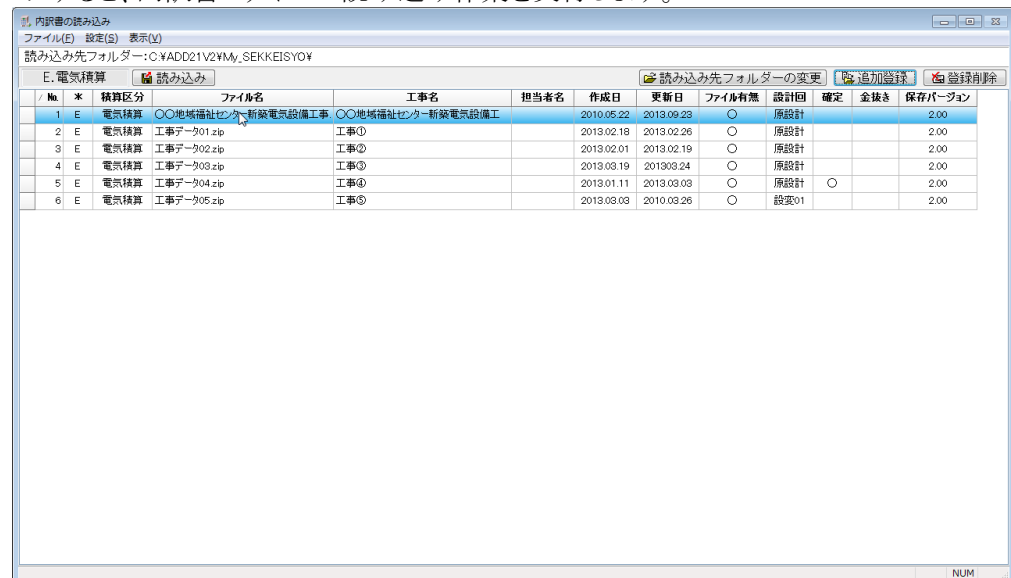 内訳書の読み込み
ファイル(F) 設定(S) 表示(V)
読み込み先フォルダー:C:¥ADD21V2¥My_SEKKEISYO¥
E.電気積算 読み込み 読み込み先フォルダーの変更 追加登録 登録削除
No. * 積算区分 ファイル名 工事名 担当者名 作成日 更新日 ファイル有無 設計回 確定 金抜き 保存バージョン
1 E 電気積算 〇〇地域福祉センター新築電気設備工事. 〇〇地域福祉センター新築電気設備工 2010.05.22 2013.09.23 〇 原設計 2.00
2 E 電気積算 工事データ01.zip 工事① 2013.02.18 2013.02.26 〇 原設計 2.00
3 E 電気積算 工事データ02.zip 工事② 2013.02.01 2013.02.19 〇 原設計 2.00
4 E 電気積算 工事データ03.zip 工事③ 2013.03.19 201303.24 〇 原設計 2.00
5 E 電気積算 工事データ04.zip 工事④ 2013.01.11 2013.03.03 〇 原設計 〇 2.00
6 E 電気積算 工事データ05.zip 工事⑤ 2013.03.03 2010.03.26 〇 設変01 2.00
NUM